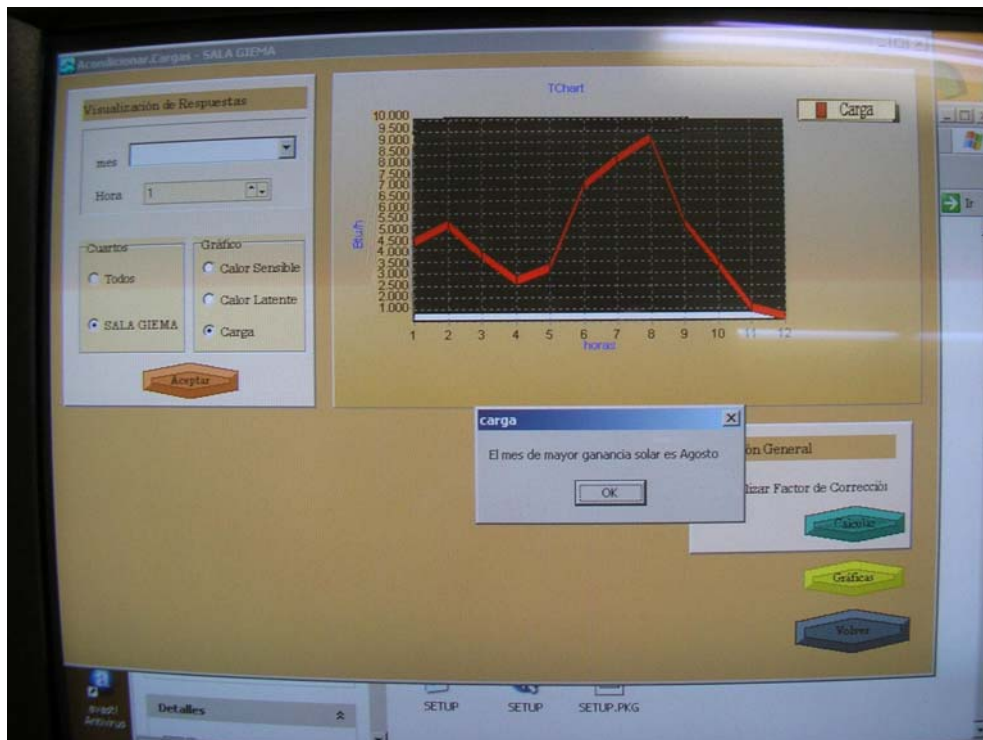 Acondicionar.Cargas - SALA GIEMA
Visualización de Respuestas
mes
Hora 1
Cuartos
Todos
SALA GIEMA
Gráfico
Calor Sensible
Calor Latente
Carga
Aceptar
TChart
Carga
10.000
9.500
9.000
8.500
8.000
7.500
7.000
6.500
6.000
5.500
5.000
4.500
4.000
3.500
3.000
2.500
2.000
1.000
Btu/h
1 2 3 4 5 6 7 8 9 10 11 12
horas
carga
El mes de mayor ganancia solar es Agosto
OK
ón General
lizar Factor de Correcció
Calcular
Gráficas
Volver
Ir
avast!
Antivirus
Detalles
SETUP SETUP SETUP.PKG